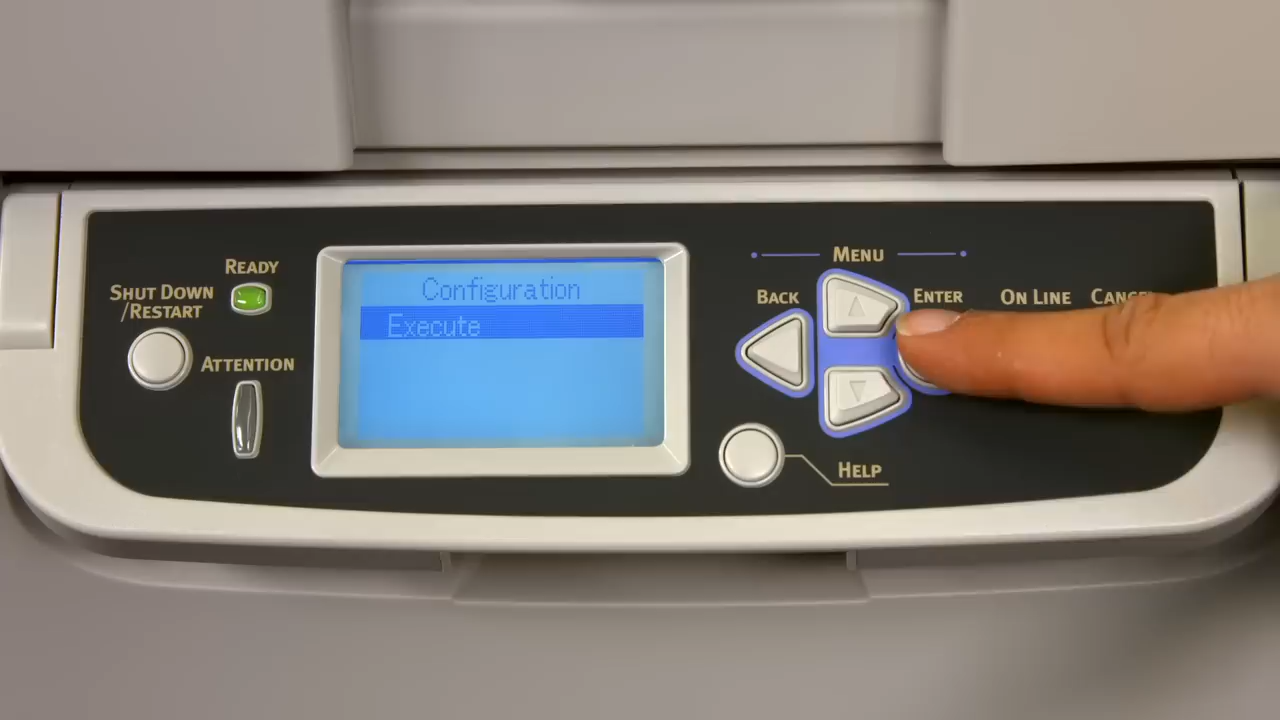 READY
SHUT DOWN
/RESTART
ATTENTION
Configuration
Execute
MENU
BACK
ENTER
ON LINE
HELP